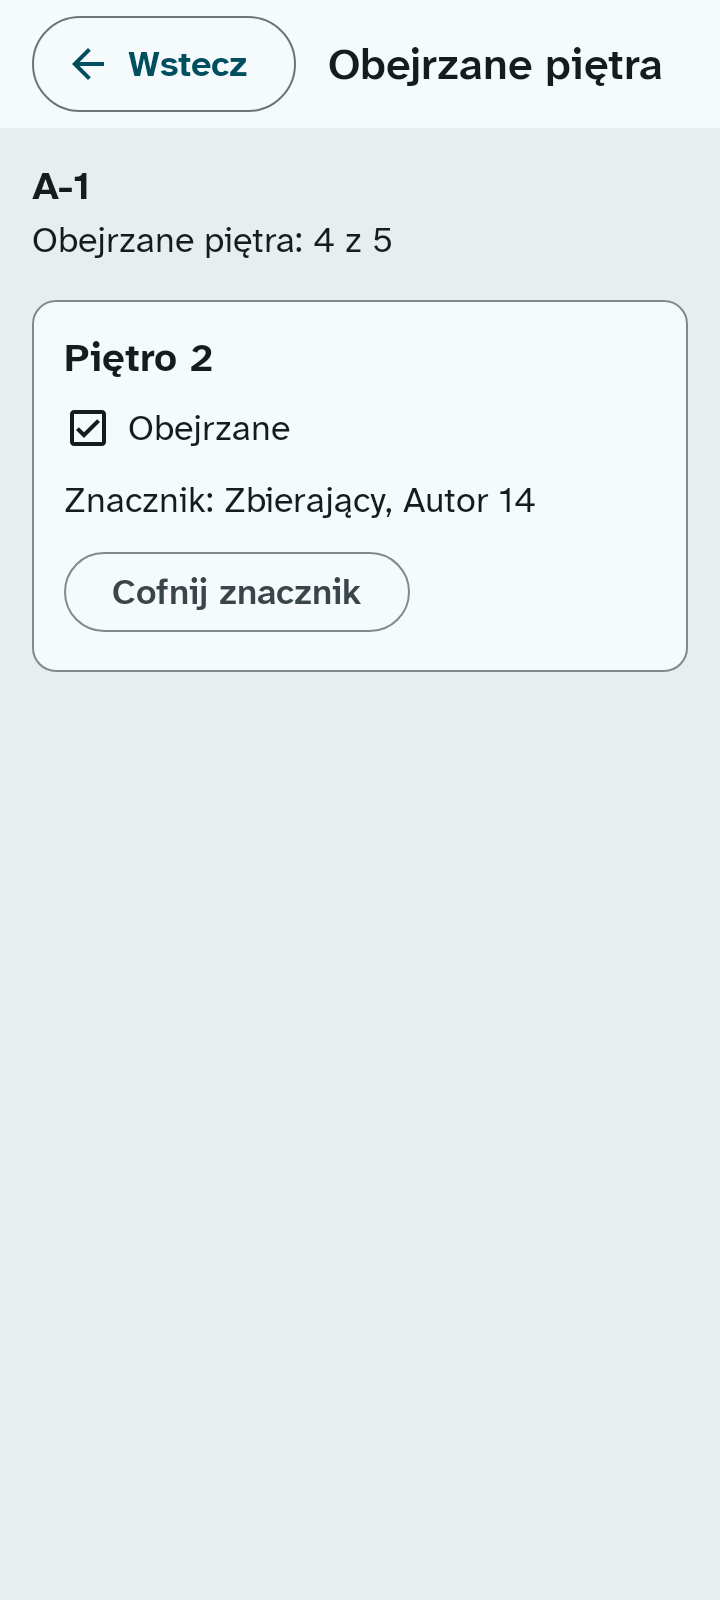 Wstecz
Obejrzane piętra
A-1
Obejrzane piętra: 4 z 5
Piętro 2
Obejrzane
Znacznik: Zbierający, Autor 14
Cofnij znacznik